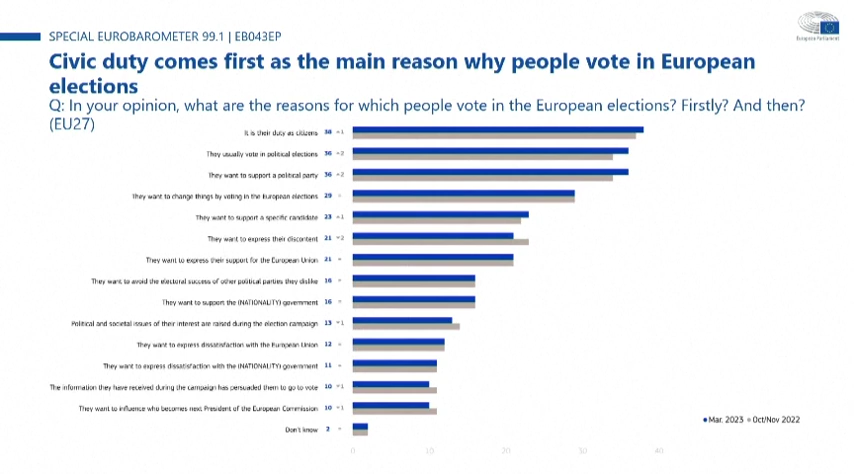 SPECIAL EUROBAROMETER 99.1 | EB043EP
European Parliament
Civic duty comes first as the main reason why people vote in European
elections
Q: In your opinion, what are the reasons for which people vote in the European elections? Firstly? And then?
(EU27)
It is their duty as citizens 38 +1
They usually vote in political elections 36 +2
They want to support a political party 36 +2
They want to change things by voting in the European elections 29 =
They want to support a specific candidate 23 +1
They want to express their discontent 21 2
They want to express their support for the European Union 21 =
They want to avoid the electoral success of other political parties they dislike 16 =
They want to support the (NATIONALITY) government 16 =
Political and societal issues of their interest are raised during the election campaign 13 1
They want to express dissatisfaction with the European Union 12 =
They want to express dissatisfaction with the (NATIONALITY) government 11 =
The information they have received during the campaign has persuaded them to go to vote 10 1
They want to influence who becomes next President of the European Commission 10 1
Don't know 2 =
Mar. 2023 Oct/Nov 2022
0 10 20 30 40